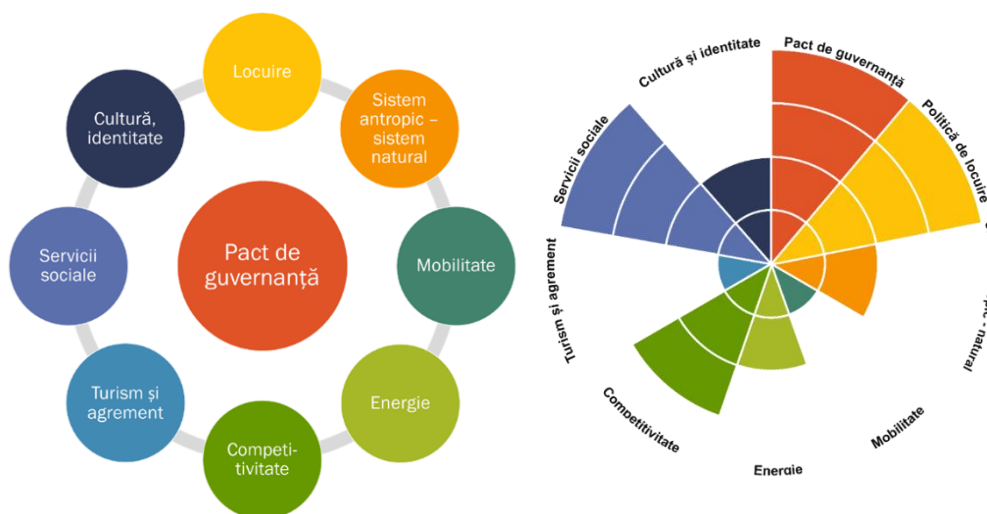 Locuire
Sistem
antropic –
sistem
natural
Mobilitate
Energie
Competi-
tivitate
Turism și
agrement
Servicii
sociale
Cultură,
identitate
Pact de
guvernanță
Pact de guvernanță
Politică de locuire
- natural
Mobilitate
Energie
Competitivitate
Turism și agrement
Servicii sociale
Cultură și identitate